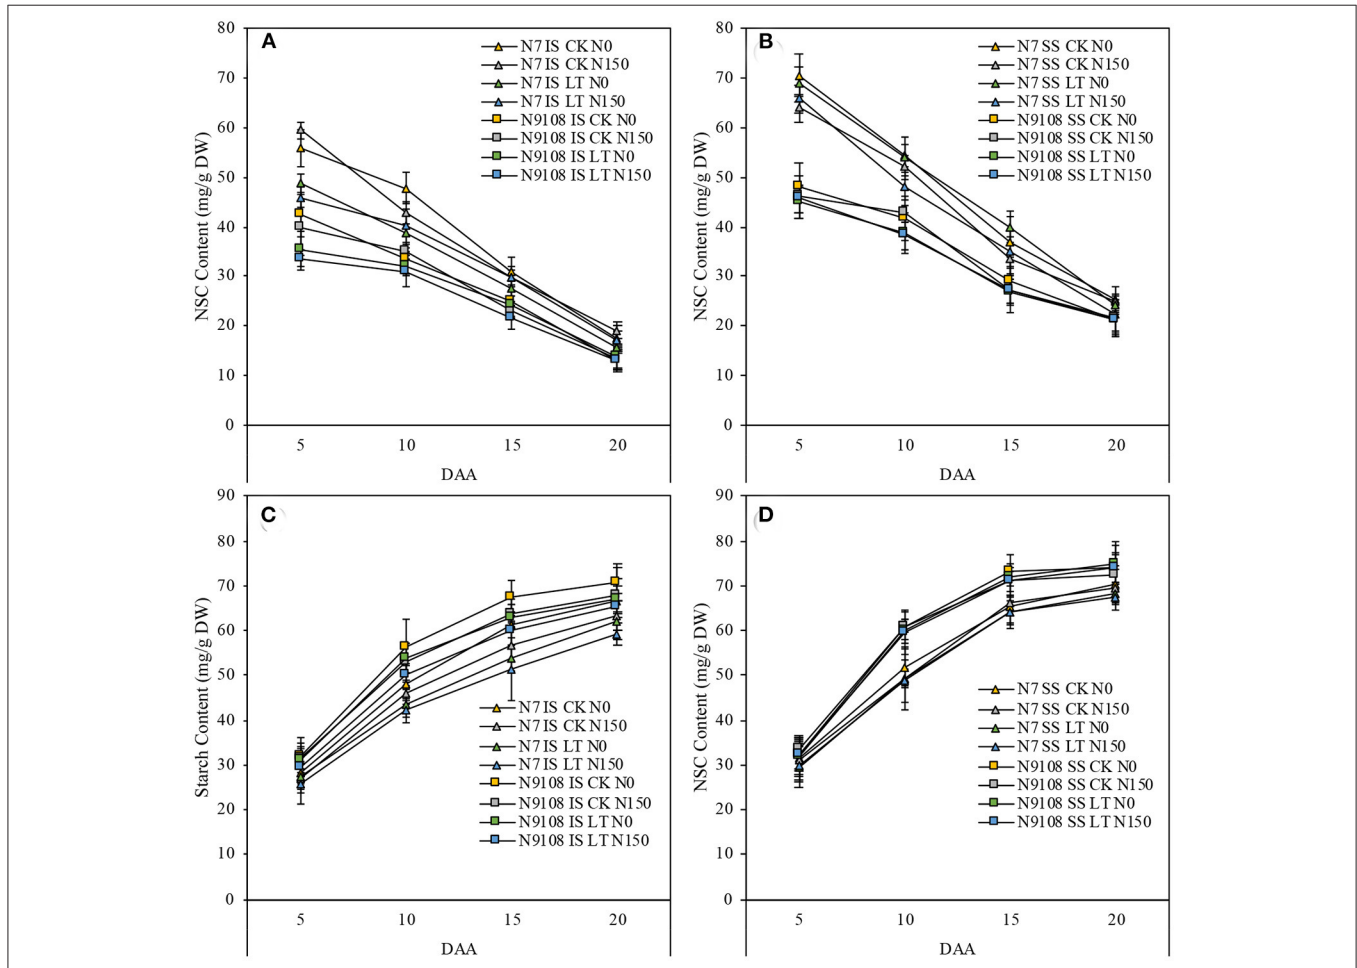 A
80
70
60
50
40
30
20
10
0
NSC Content (mg/g DW)
N7 IS CK N0
N7 IS CK N150
N7 IS LT N0
N7 IS LT N150
N9108 IS CK N0
N9108 IS CK N150
N9108 IS LT N0
N9108 IS LT N150
5 10 15 20
DAA
B
80
70
60
50
40
30
20
10
0
NSC Content (mg/g DW)
N7 SS CK N0
N7 SS CK N150
N7 SS LT N0
N7 SS LT N150
N9108 SS CK N0
N9108 SS CK N150
N9108 SS LT N0
N9108 SS LT N150
5 10 15 20
DAA
C
90
80
70
60
50
40
30
20
10
0
Starch Content (mg/g DW)
N7 IS CK N0
N7 IS CK N150
N7 IS LT N0
N7 IS LT N150
N9108 IS CK N0
N9108 IS CK N150
N9108 IS LT N0
N9108 IS LT N150
5 10 15 20
DAA
D
90
80
70
60
50
40
30
20
10
0
NSC Content (mg/g DW)
N7 SS CK N0
N7 SS CK N150
N7 SS LT N0
N7 SS LT N150
N9108 SS CK N0
N9108 SS CK N150
N9108 SS LT N0
N9108 SS LT N150
5 10 15 20
DAA